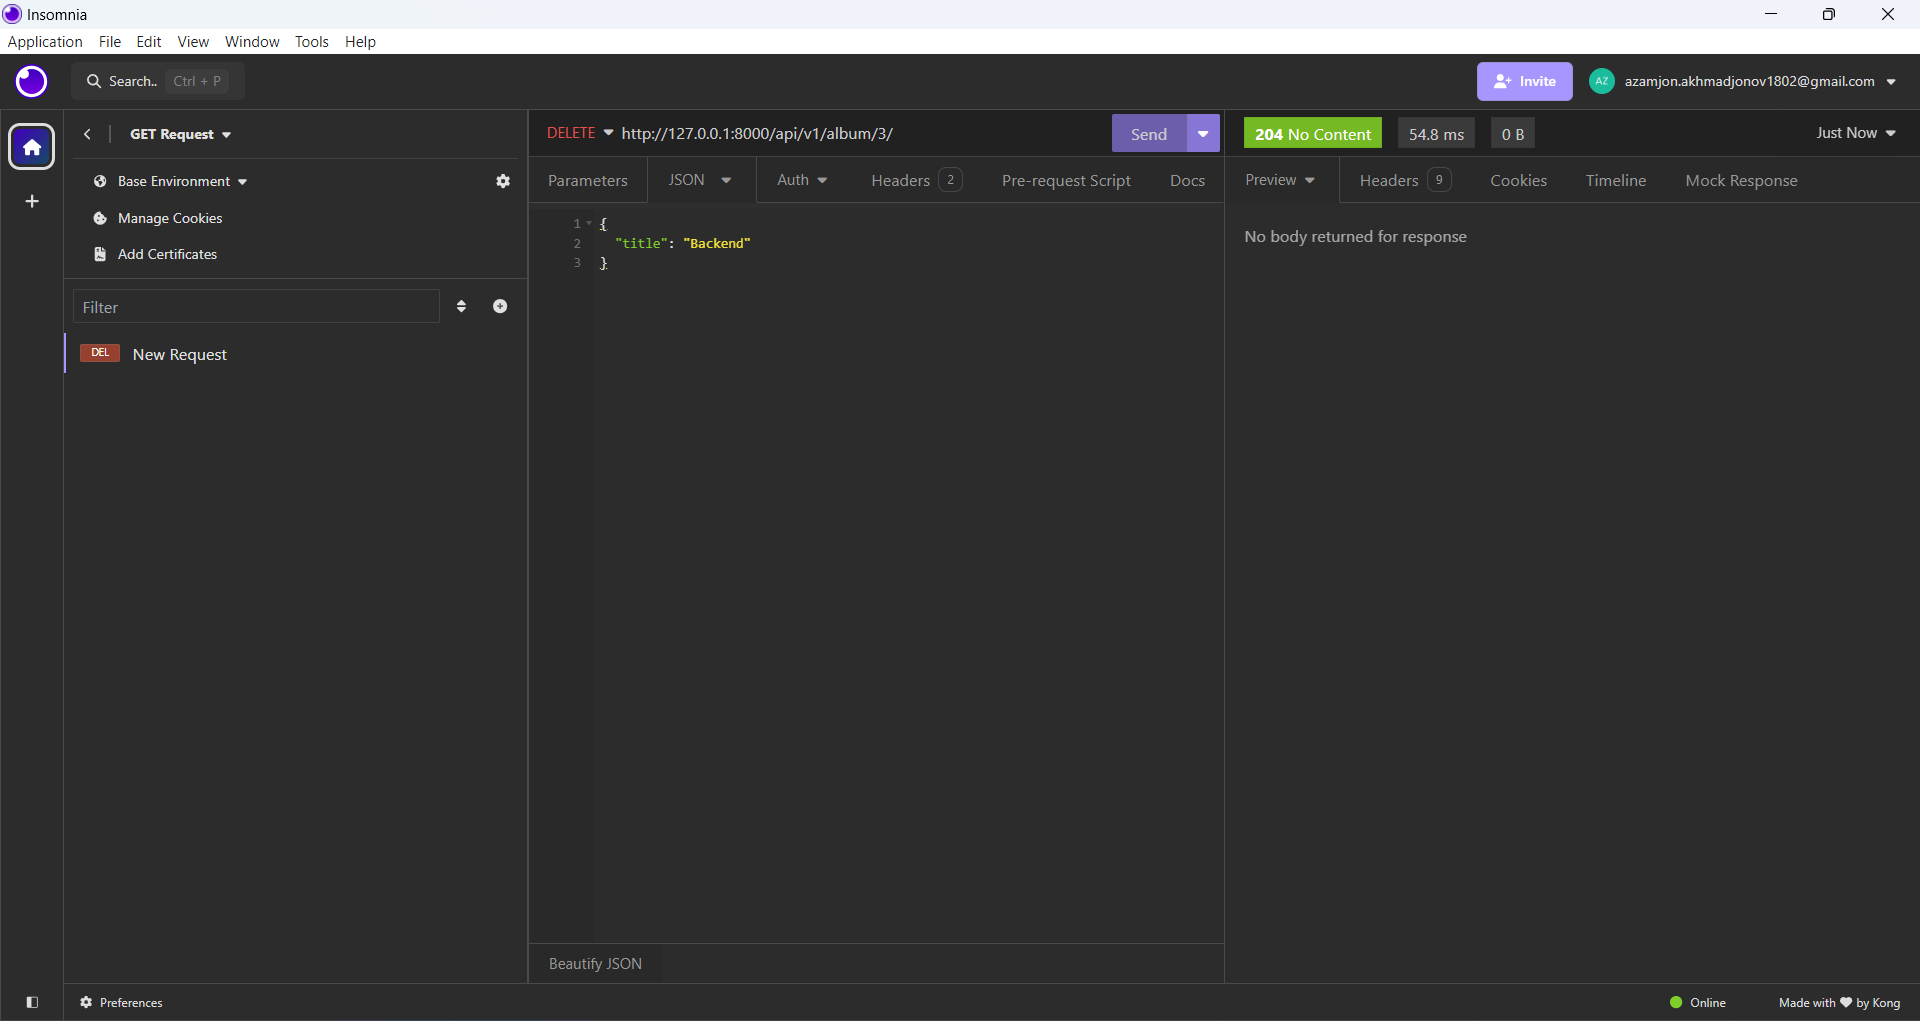 Insomnia
Application File Edit View Window Tools Help
Search.. Ctrl + P
Invite
AZ azamjon.akhmadjonov1802@gmail.com
GET Request
Base Environment
Manage Cookies
Add Certificates
Filter
DEL New Request
DELETE http://127.0.0.1:8000/api/v1/album/3/ Send
Parameters JSON Auth Headers 2 Pre-request Script Docs
1 {
2 "title": "Backend"
3 }
Beautify JSON
204 No Content 54.8 ms 0 B Just Now
Preview Headers 9 Cookies Timeline Mock Response
No body returned for response
Preferences
Online
Made with ❤ by Kong